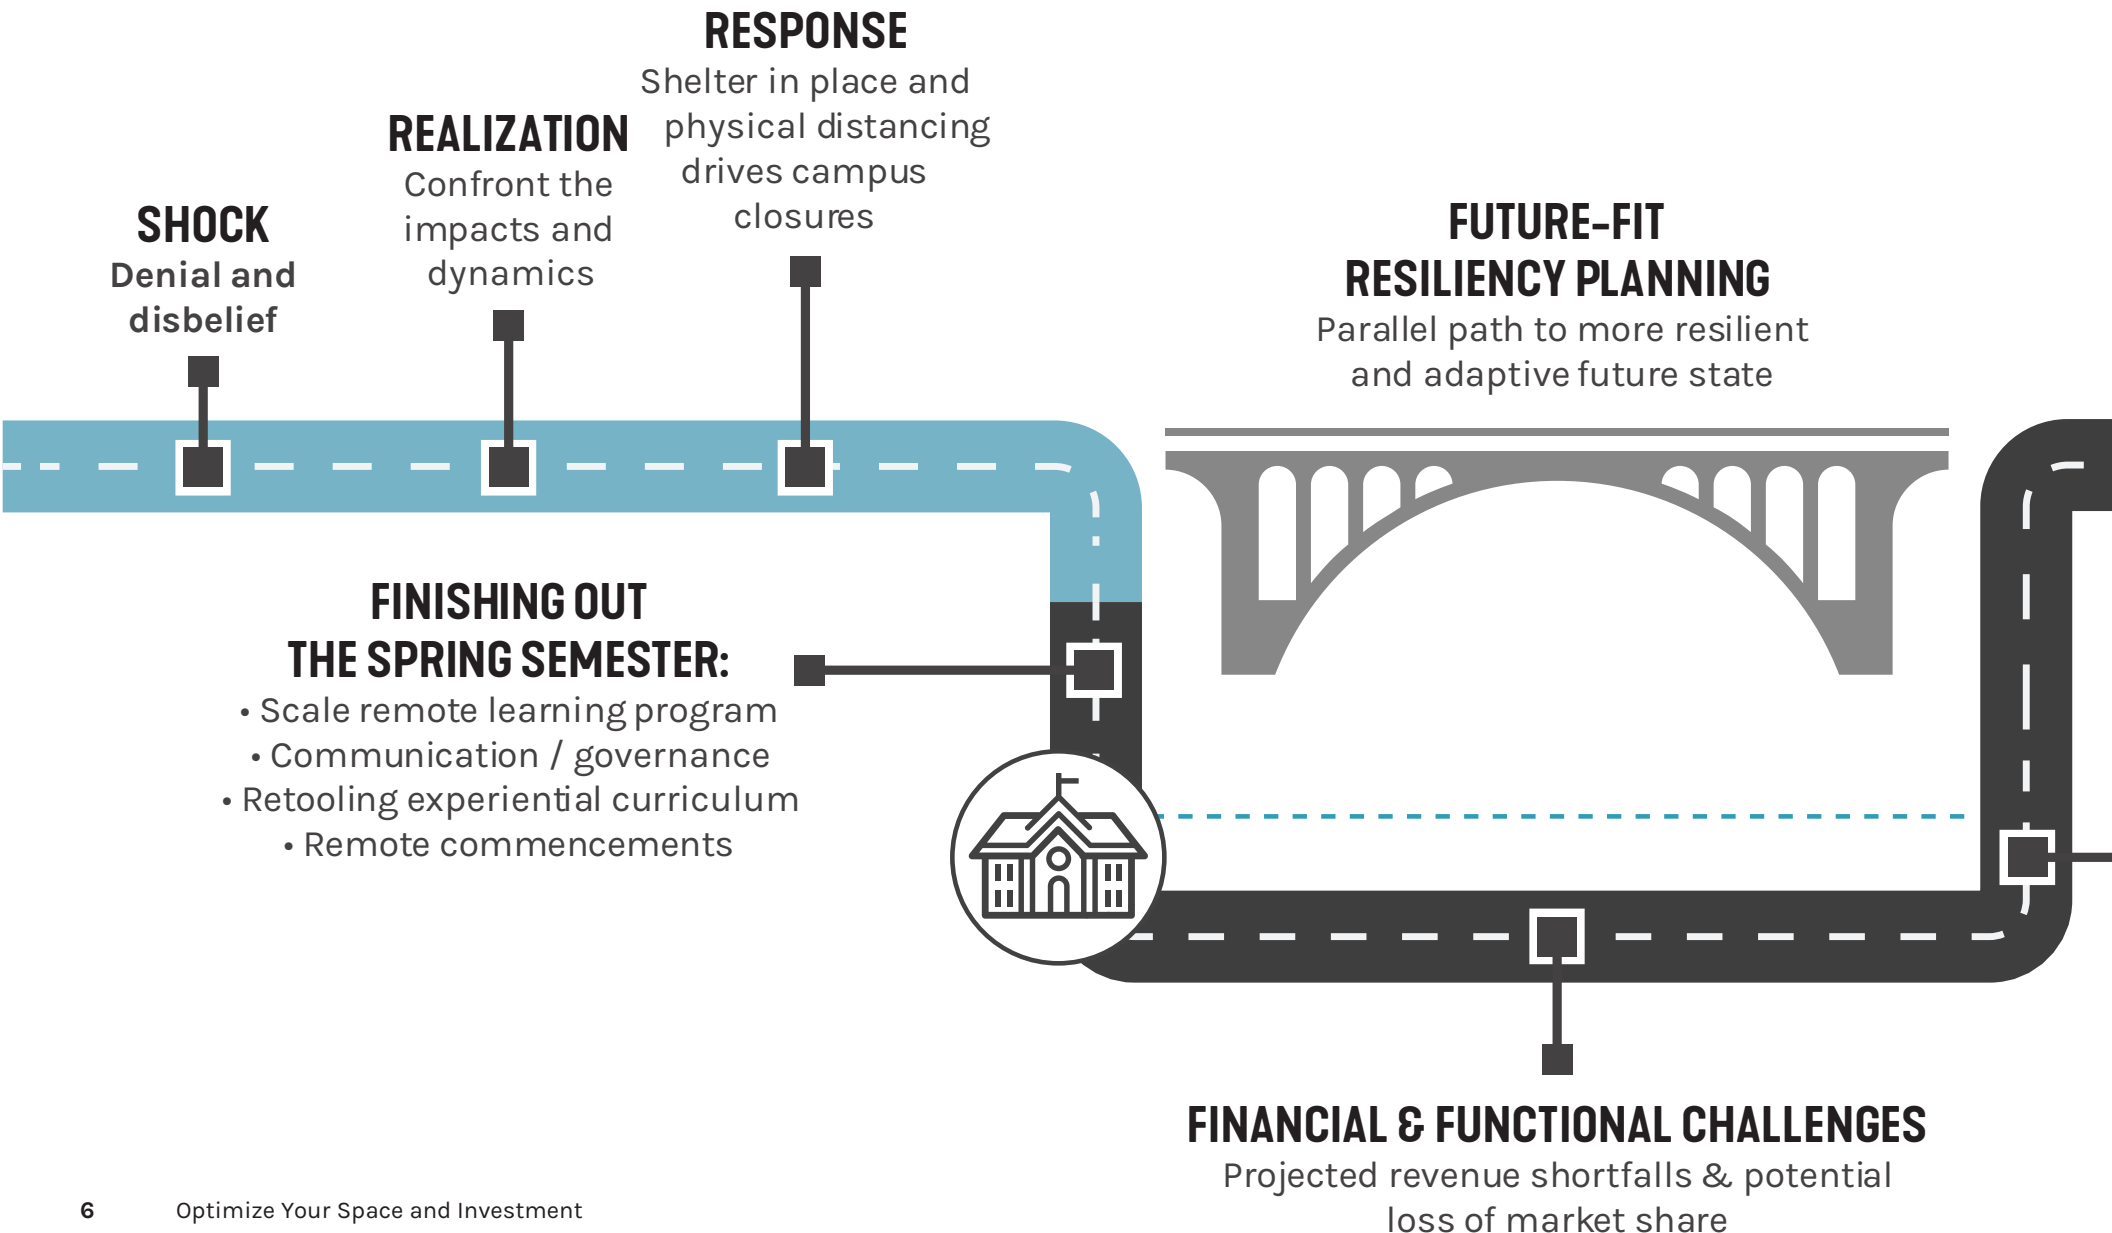 SHOCK
Denial and
disbelief
REALIZATION
Confront the
impacts and
dynamics
RESPONSE
Shelter in place and
physical distancing
drives campus
closures
FINISHING OUT
THE SPRING SEMESTER:
• Scale remote learning program
• Communication / governance
• Retooling experiential curriculum
• Remote commencements
FUTURE-FIT
RESILIENCY PLANNING
Parallel path to more resilient
and adaptive future state
FINANCIAL & FUNCTIONAL CHALLENGES
Projected revenue shortfalls & potential
loss of market share
6 Optimize Your Space and Investment